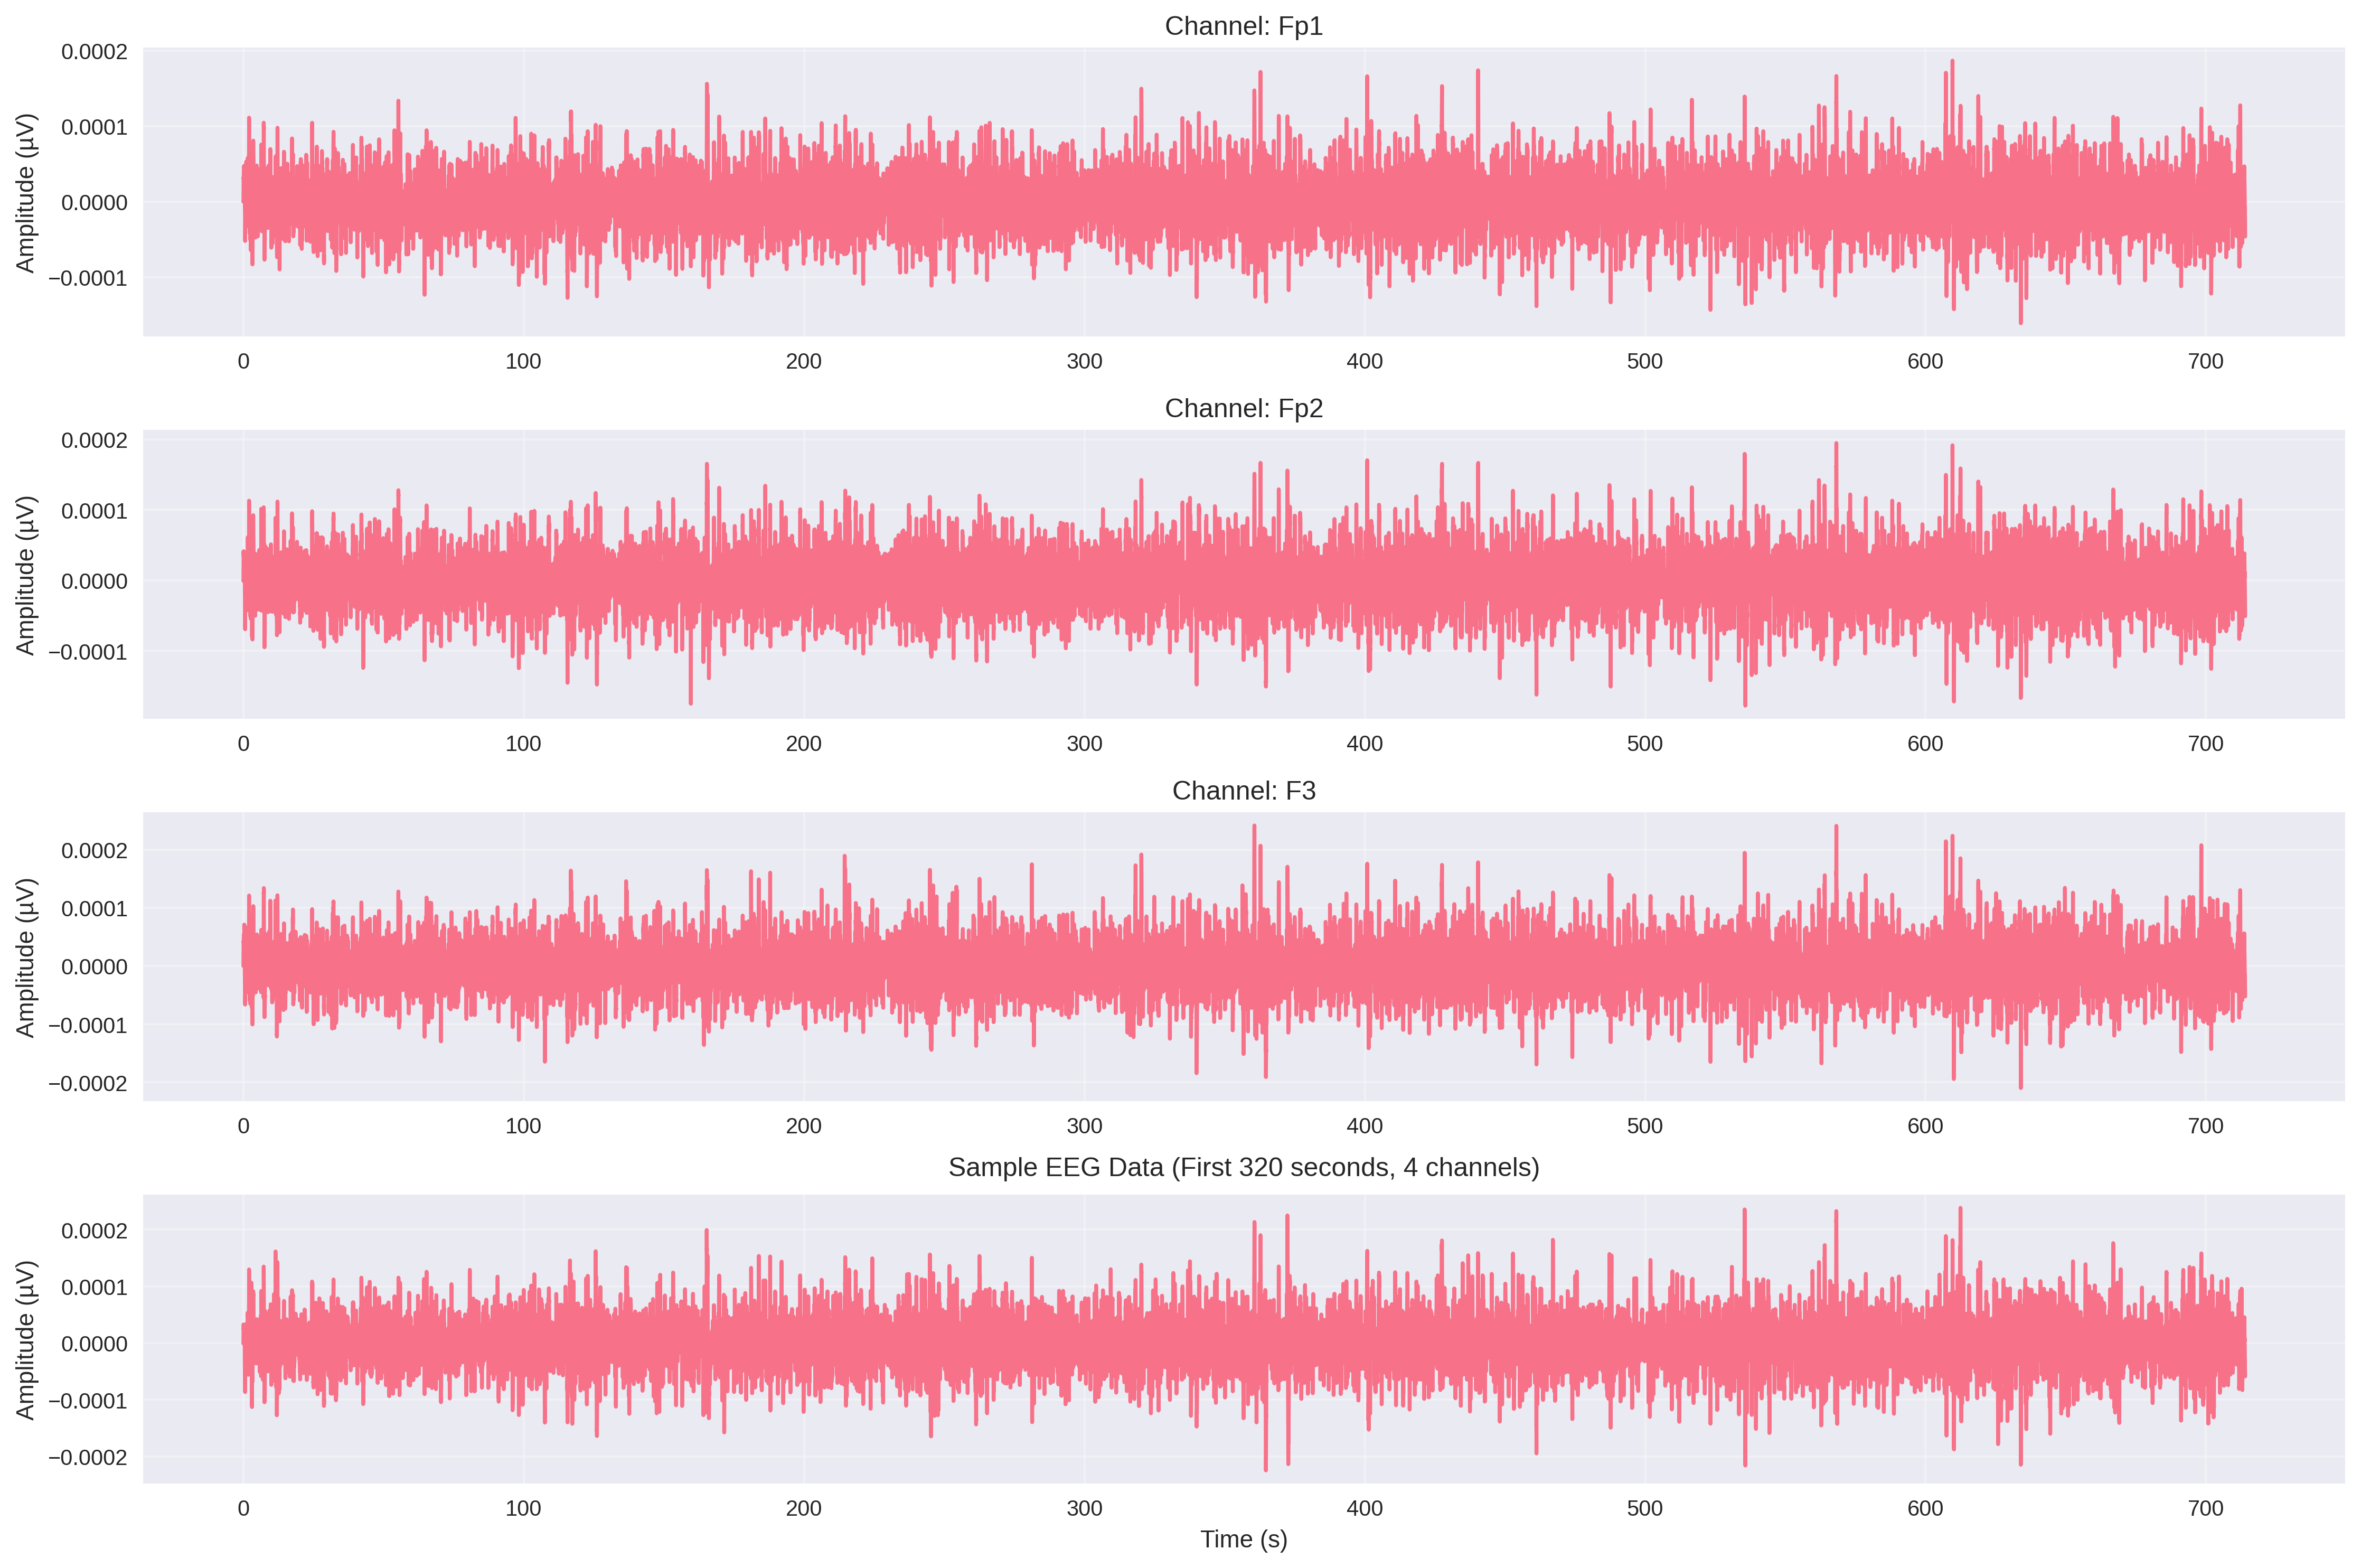 Channel: Fp1
Amplitude (µV)
0.0002
0.0001
0.0000
−0.0001
0 100 200 300 400 500 600 700
Channel: Fp2
Amplitude (µV)
0.0002
0.0001
0.0000
−0.0001
0 100 200 300 400 500 600 700
Channel: F3
Amplitude (µV)
0.0002
0.0001
0.0000
−0.0001
−0.0002
0 100 200 300 400 500 600 700
Sample EEG Data (First 320 seconds, 4 channels)
Amplitude (µV)
0.0002
0.0001
0.0000
−0.0001
−0.0002
0 100 200 300 400 500 600 700
Time (s)